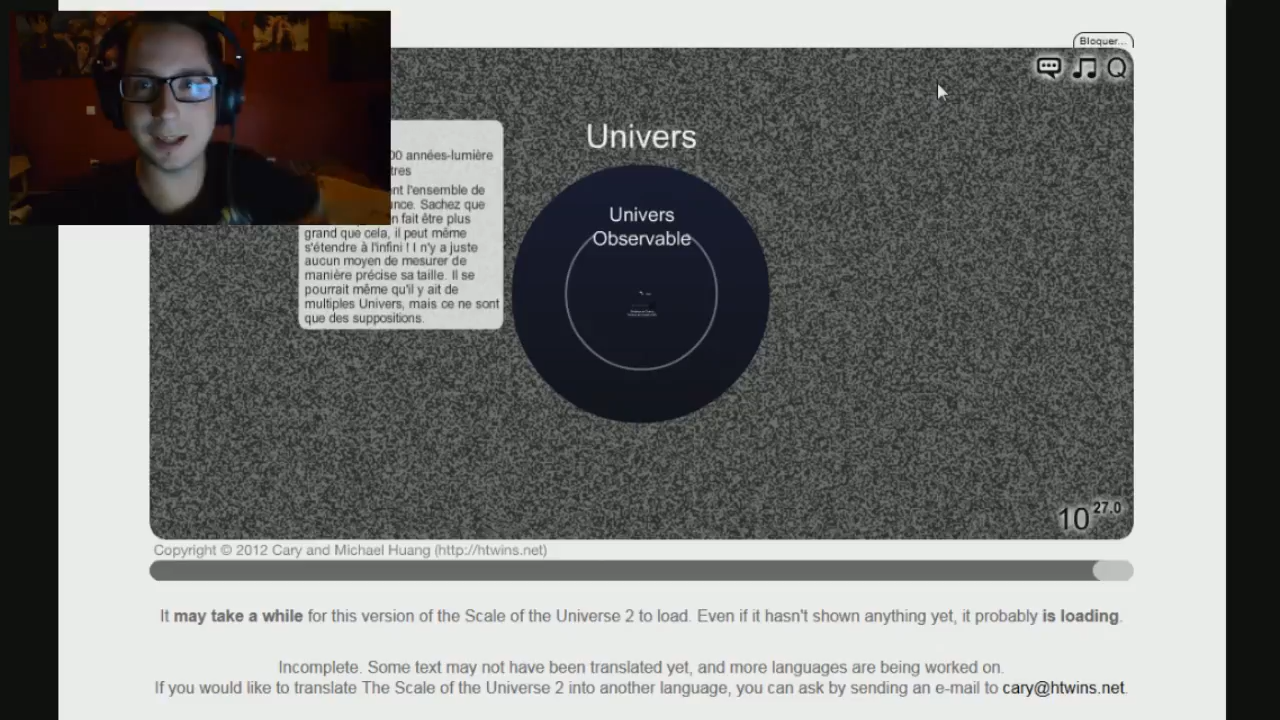 Bloquer...
Univers
00 années-lumière
tres
nt l'ensemble de
nce. Sachez que
n fait être plus
grand que cela, il peut même
s'étendre à l'infini ! I n'y a juste
aucun moyen de mesurer de
manière précise sa taille. Il se
pourrait même qu'il y ait de
multiples Univers, mais ce ne sont
que des suppositions.
Univers
Observable
10 27.0
Copyright © 2012 Cary and Michael Huang (http://htwins.net)
It may take a while for this version of the Scale of the Universe 2 to load. Even if it hasn't shown anything yet, it probably is loading.
Incomplete. Some text may not have been translated yet, and more languages are being worked on.
If you would like to translate The Scale of the Universe 2 into another language, you can ask by sending an e-mail to cary@htwins.net.